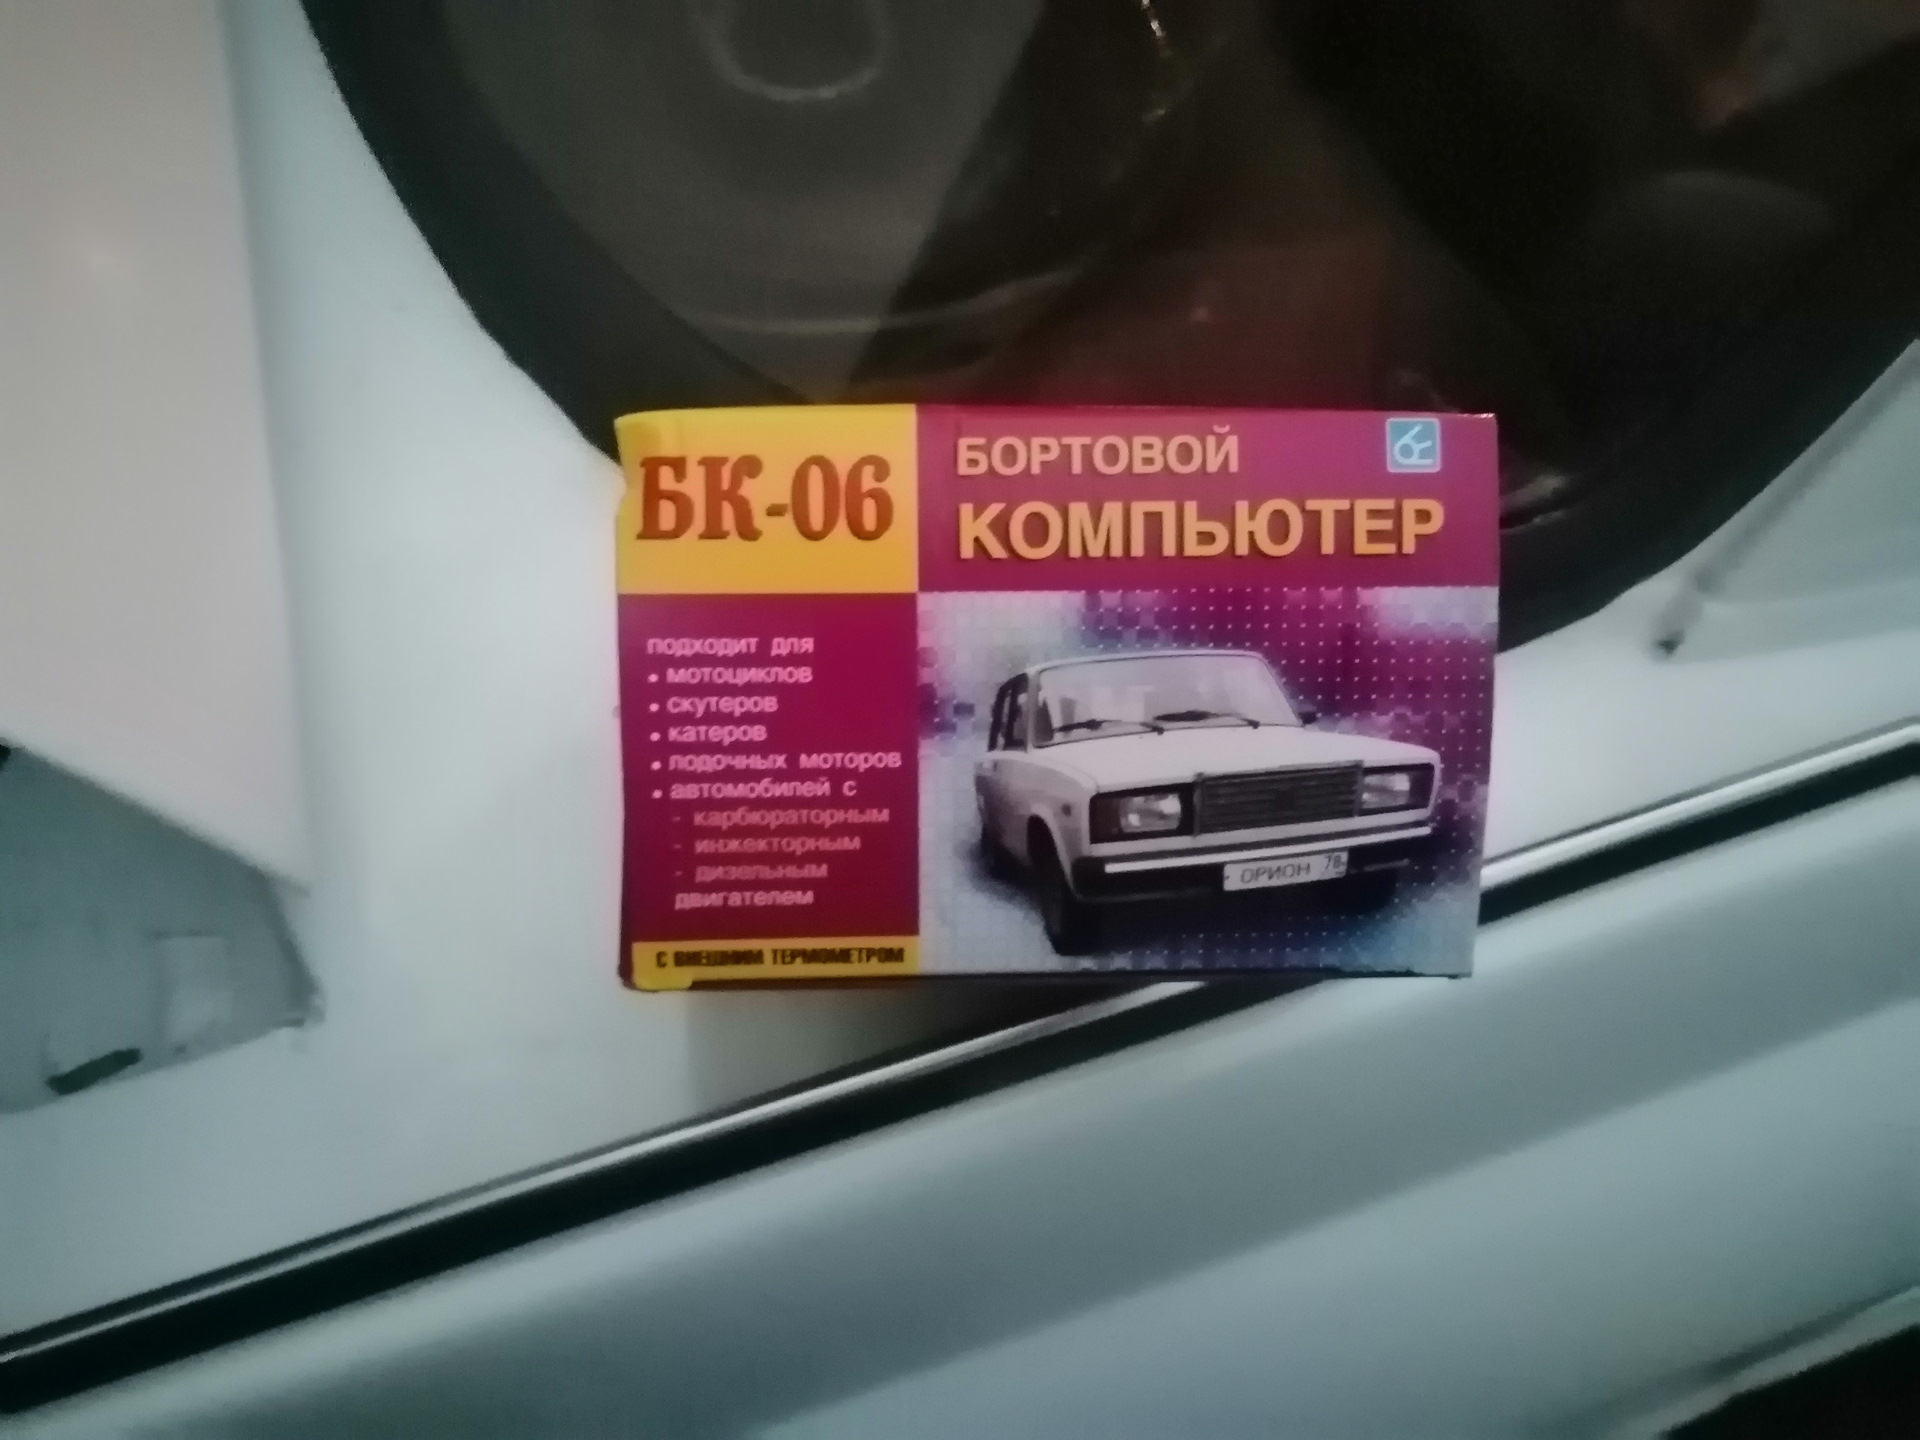 БК-06
БОРТОВОЙ
КОМПЬЮТЕР
подходит для
• мотоциклов
• скутеров
• катеров
• лодочных моторов
• автомобилей с
- карбюраторным
- инжекторным
- дизельным
двигателем
С ВНЕШНИМ ТЕРМОМЕТРОМ
ОРИОН 78